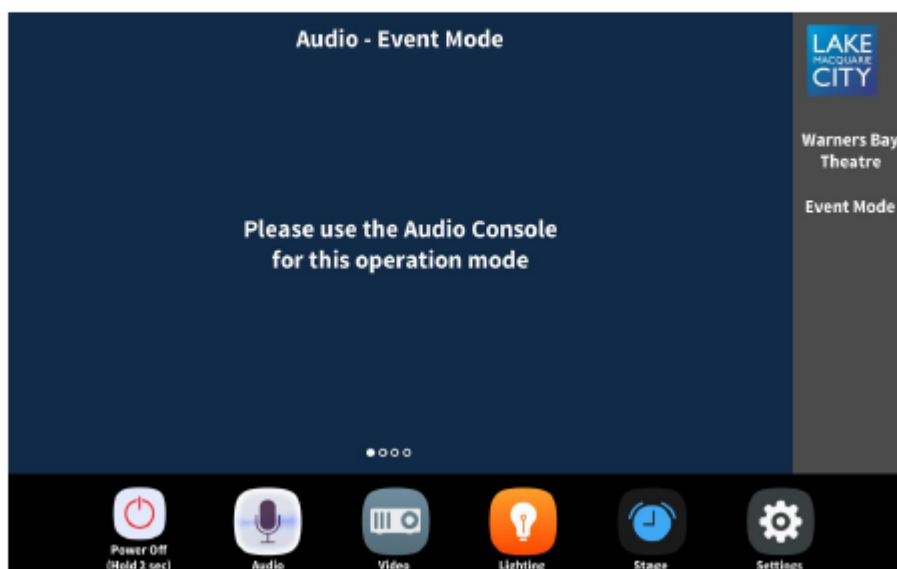 Audio - Event Mode
LAKE
MACQUARIE
CITY
Warners Bay
Theatre
Event Mode
Please use the Audio Console
for this operation mode
Power Off
(Hold 2 sec)
Audio
Video
Lighting
Stage
Settings